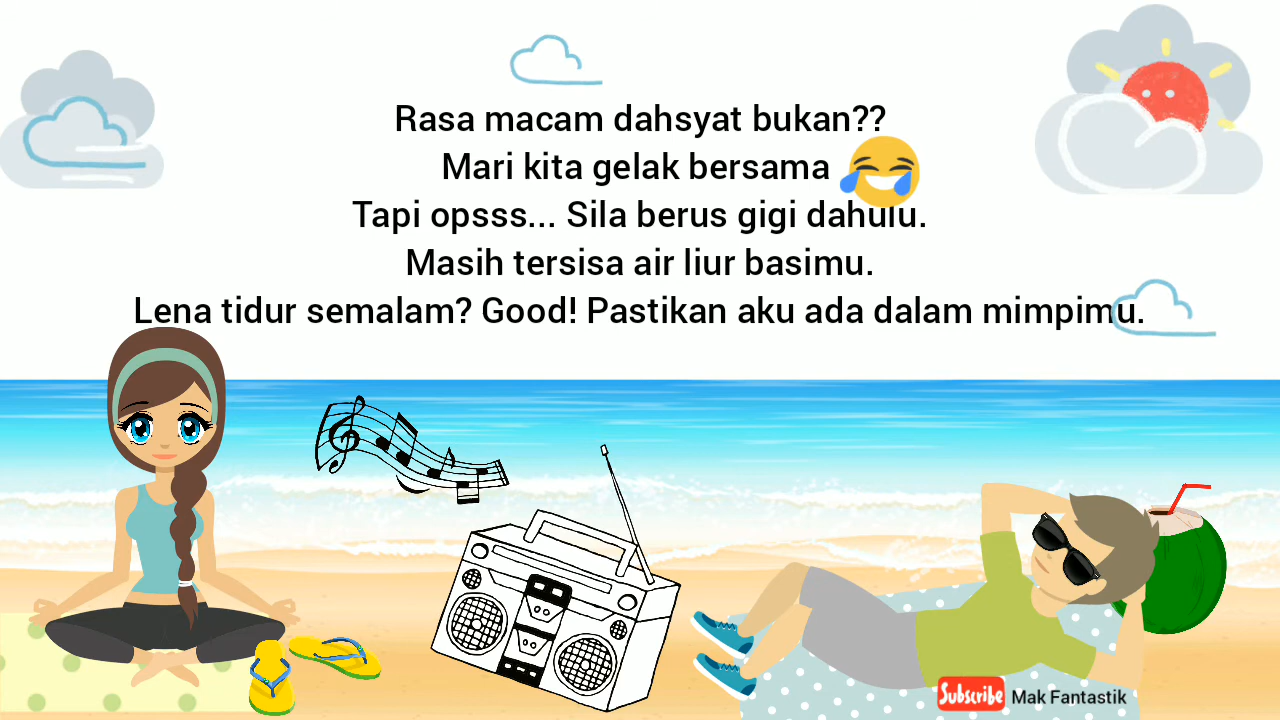 Rasa macam dahsyat bukan??
Mari kita gelak bersama 😂
Tapi opsss... Sila berus gigi dahulu.
Masih tersisa air liur basimu.
Lena tidur semalam? Good! Pastikan aku ada dalam mimpimu.
Subscribe Mak Fantastik